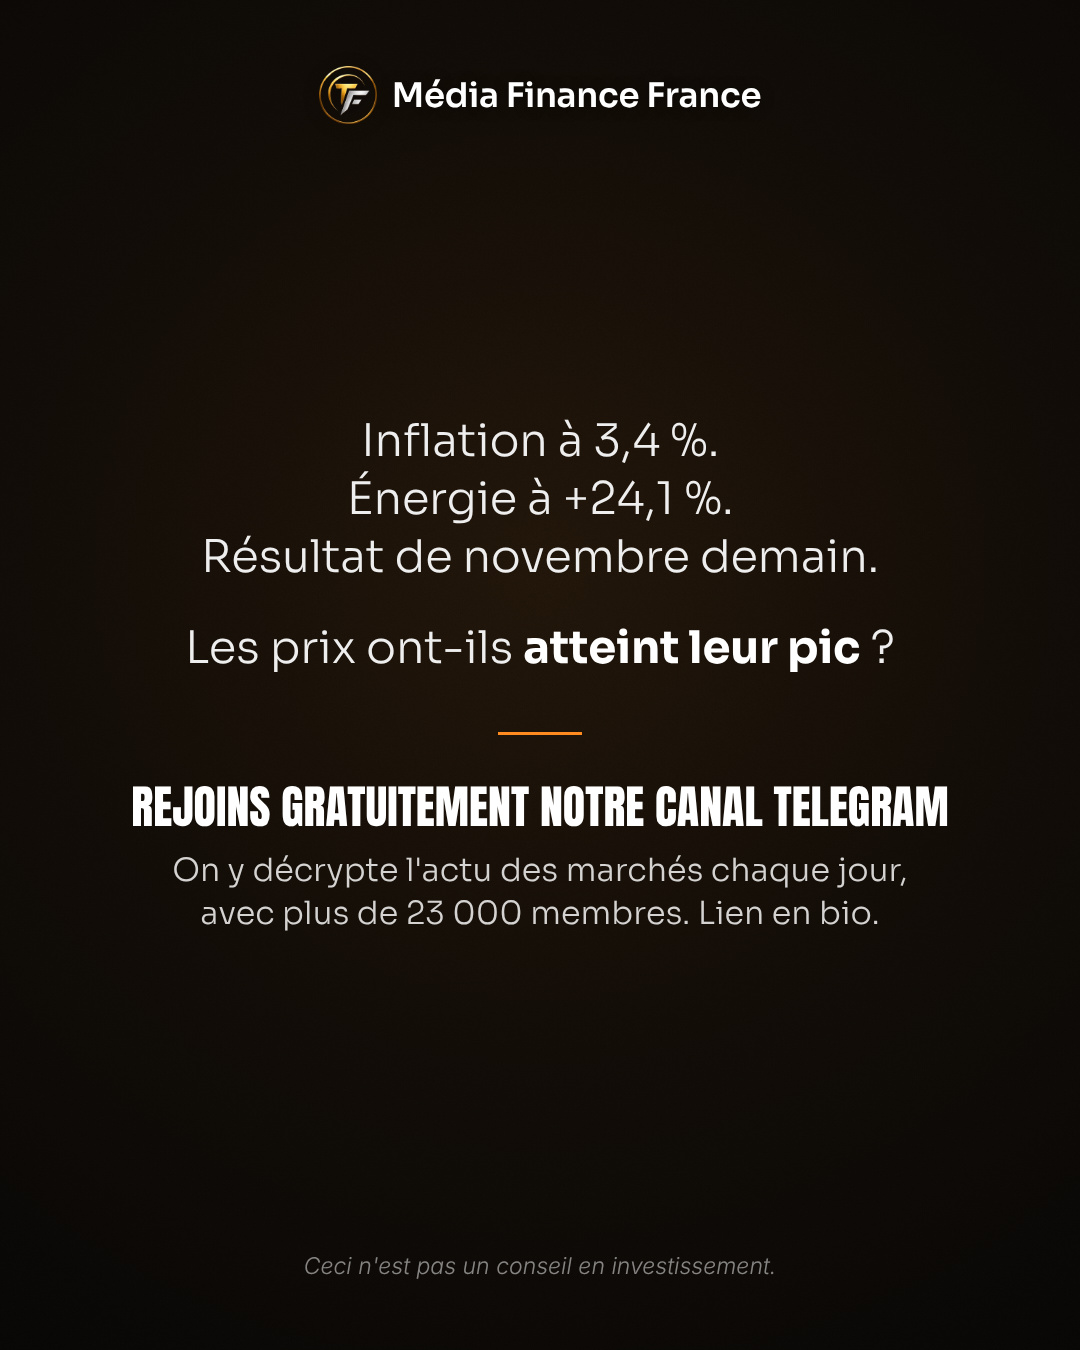 TF Média Finance France
Inflation à 3,4 %.
Énergie à +24,1 %.
Résultat de novembre demain.
Les prix ont-ils atteint leur pic ?
REJOINS GRATUITEMENT NOTRE CANAL TELEGRAM
On y décrypte l'actu des marchés chaque jour,
avec plus de 23 000 membres. Lien en bio.
Ceci n'est pas un conseil en investissement.